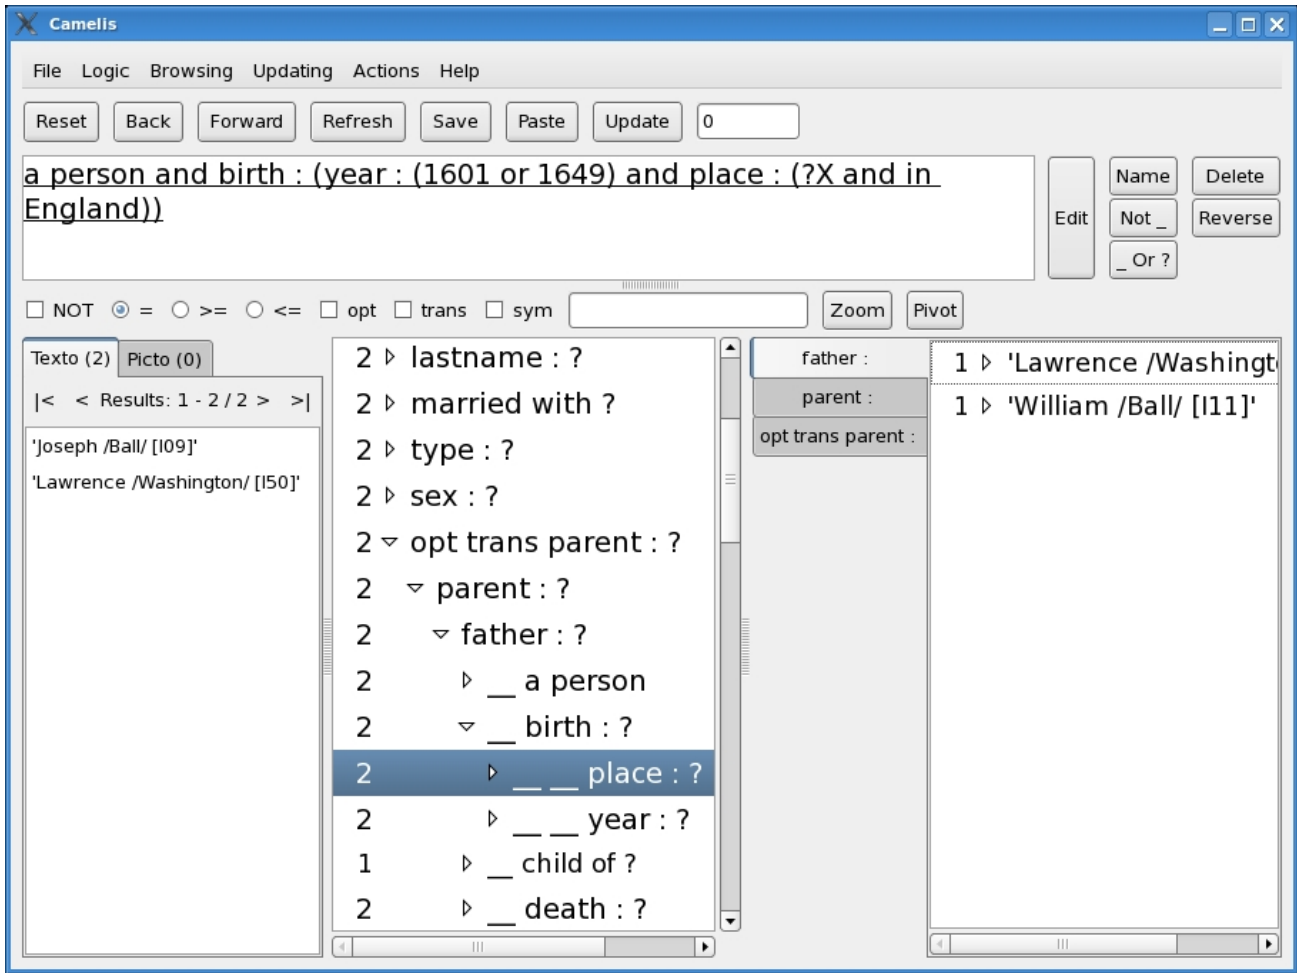 Camelis
File Logic Browsing Updating Actions Help
Reset Back Forward Refresh Save Paste Update 0
a person and birth : (year : (1601 or 1649) and place : (?X and in
England))
Edit
Name Delete
Not _ Reverse
_ Or ?
NOT = >= <= opt trans sym Zoom Pivot
Texto (2) Picto (0)
|< < Results: 1 - 2 / 2 > >|
'Joseph /Ball/ [I09]'
'Lawrence /Washington/ [I50]'
2 lastname : ?
2 married with ?
2 type : ?
2 sex : ?
2 opt trans parent : ?
2 parent : ?
2 father : ?
2 __ a person
2 __ birth : ?
2 __ __ place : ?
2 __ __ year : ?
1 __ child of ?
2 __ death : ?
father :
parent :
opt trans parent :
1 'Lawrence /Washingt
1 'William /Ball/ [I11]'